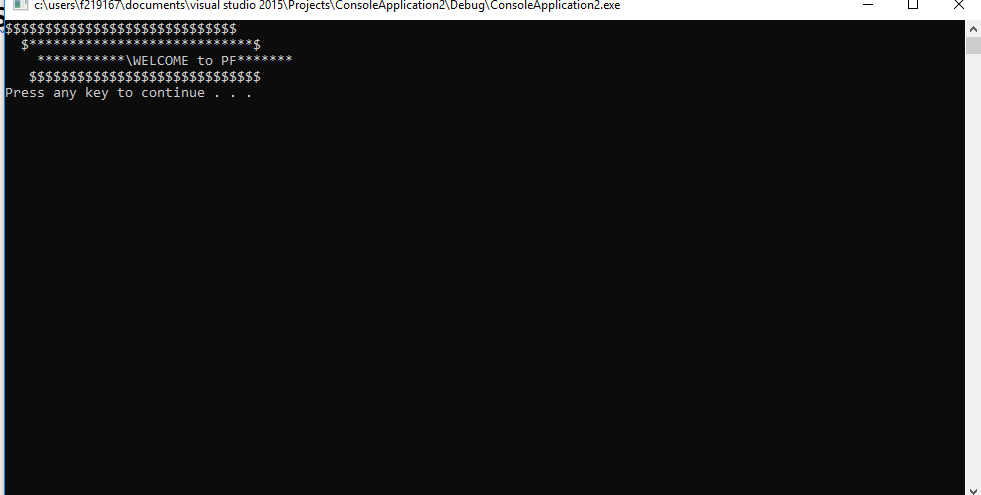 c:\users\f219167\documents\visual studio 2015\Projects\ConsoleApplication2\Debug\ConsoleApplication2.exe
$$$$$$$$$$$$$$$$$$$$$$$$$$$$$
  $****************************$
    ***********\WELCOME to PF*******
   $$$$$$$$$$$$$$$$$$$$$$$$$$$$$
Press any key to continue . . .